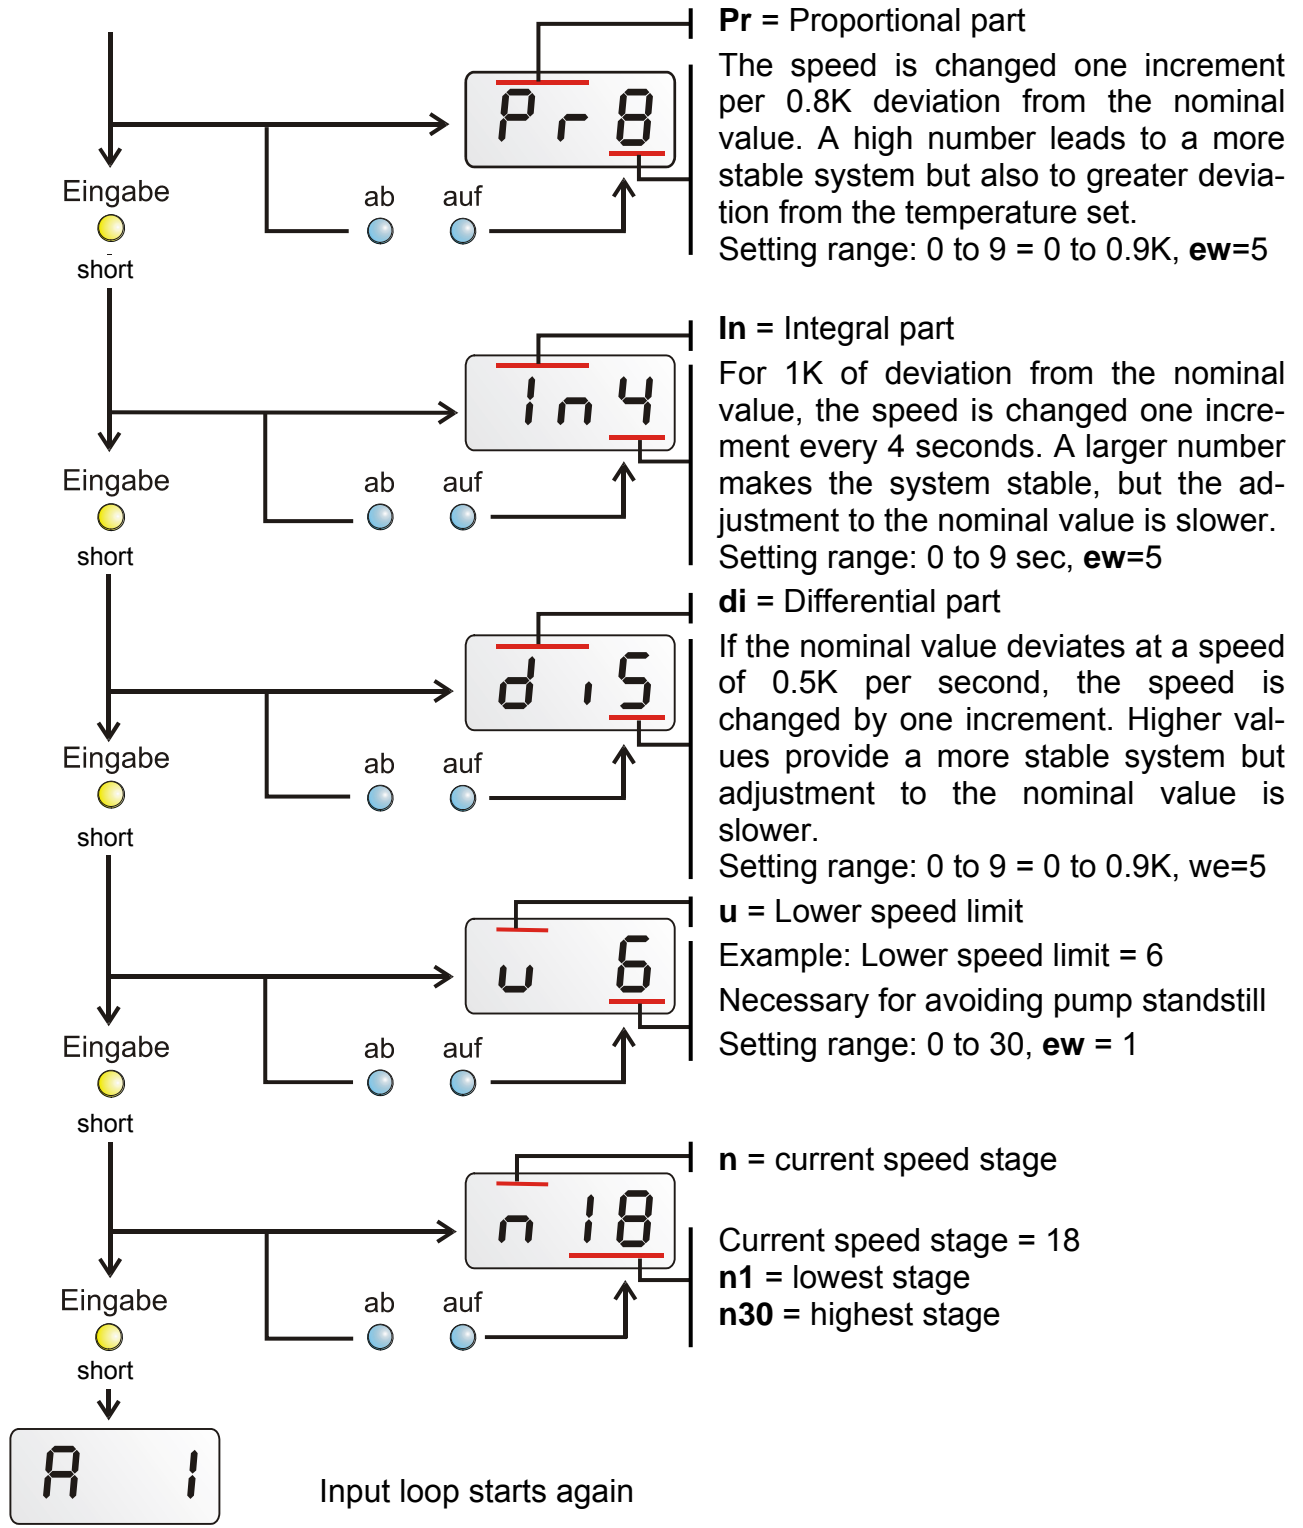 Pr = Proportional part
Pr8
The speed is changed one increment
per 0.8K deviation from the nominal
value. A high number leads to a more
stable system but also to greater devia-
tion from the temperature set.
Setting range: 0 to 9 = 0 to 0.9K, ew=5
Eingabe
ab auf
short
In = Integral part
In4
For 1K of deviation from the nominal
value, the speed is changed one incre-
ment every 4 seconds. A larger number
makes the system stable, but the ad-
justment to the nominal value is slower.
Setting range: 0 to 9 sec, ew=5
Eingabe
ab auf
short
di = Differential part
di5
If the nominal value deviates at a speed
of 0.5K per second, the speed is
changed by one increment. Higher val-
ues provide a more stable system but
adjustment to the nominal value is
slower.
Setting range: 0 to 9 = 0 to 0.9K, we=5
Eingabe
ab auf
short
u = Lower speed limit
u 6
Example: Lower speed limit = 6
Necessary for avoiding pump standstill
Setting range: 0 to 30, ew = 1
Eingabe
ab auf
short
n = current speed stage
n 18
Current speed stage = 18
n1 = lowest stage
n30 = highest stage
Eingabe
ab auf
short
A 1
Input loop starts again